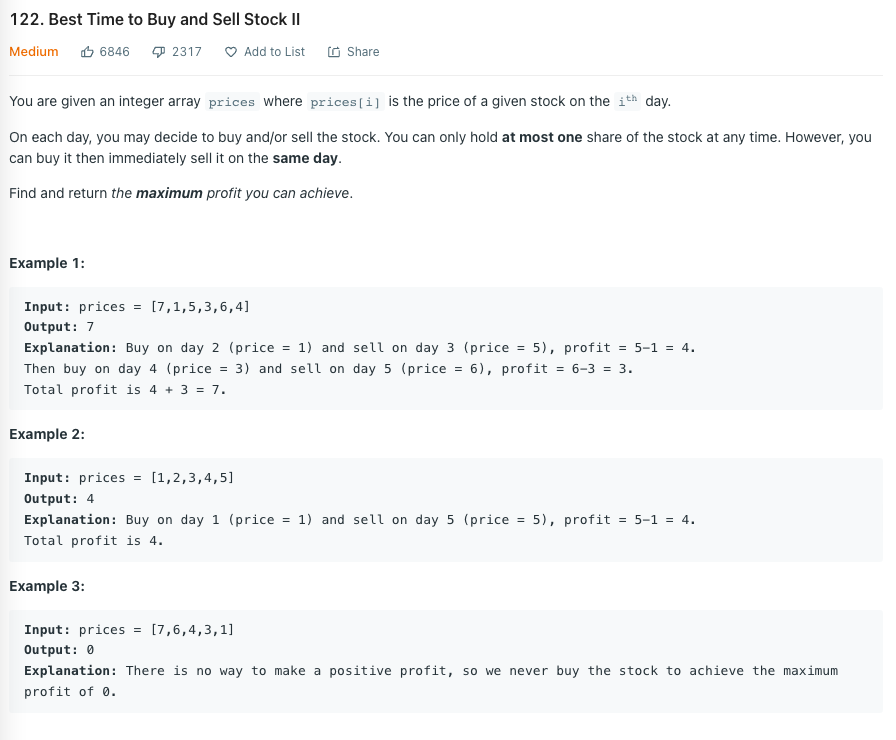 122. Best Time to Buy and Sell Stock II
Medium 6846 2317 Add to List Share
You are given an integer array prices where prices[i] is the price of a given stock on the ith day.
On each day, you may decide to buy and/or sell the stock. You can only hold at most one share of the stock at any time. However, you
can buy it then immediately sell it on the same day.
Find and return the maximum profit you can achieve.
Example 1:
Input: prices = [7,1,5,3,6,4]
Output: 7
Explanation: Buy on day 2 (price = 1) and sell on day 3 (price = 5), profit = 5-1 = 4.
Then buy on day 4 (price = 3) and sell on day 5 (price = 6), profit = 6-3 = 3.
Total profit is 4 + 3 = 7.
Example 2:
Input: prices = [1,2,3,4,5]
Output: 4
Explanation: Buy on day 1 (price = 1) and sell on day 5 (price = 5), profit = 5-1 = 4.
Total profit is 4.
Example 3:
Input: prices = [7,6,4,3,1]
Output: 0
Explanation: There is no way to make a positive profit, so we never buy the stock to achieve the maximum
profit of 0.